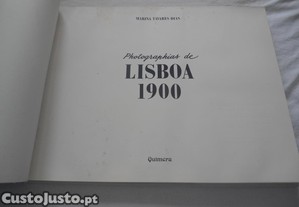 MARINA TAVARES DIAS
Photographias de
LISBOA
1900
Quimera
CustoJusto.pt